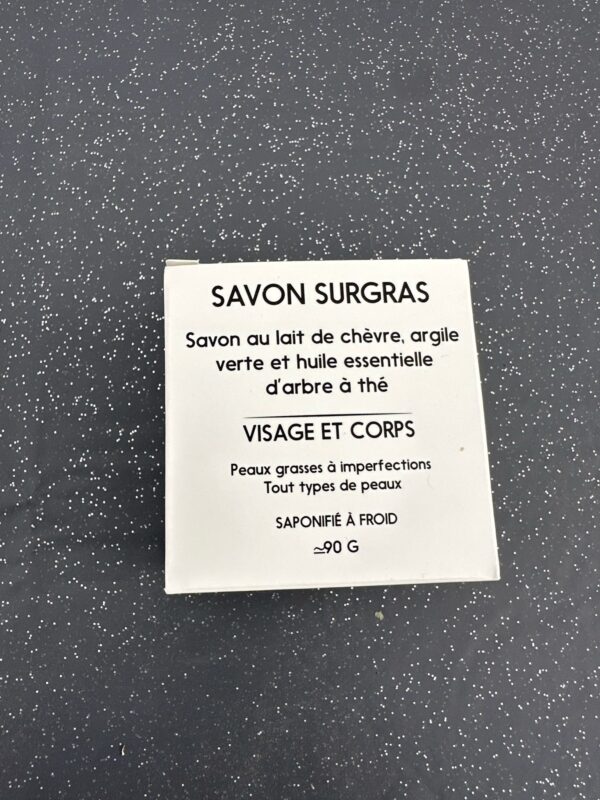 SAVON SURGRAS
Savon au lait de chèvre, argile
verte et huile essentielle
d'arbre à thé
VISAGE ET CORPS
Peaux grasses à imperfections
Tout types de peaux
SAPONIFIÉ À FROID
≃90 G